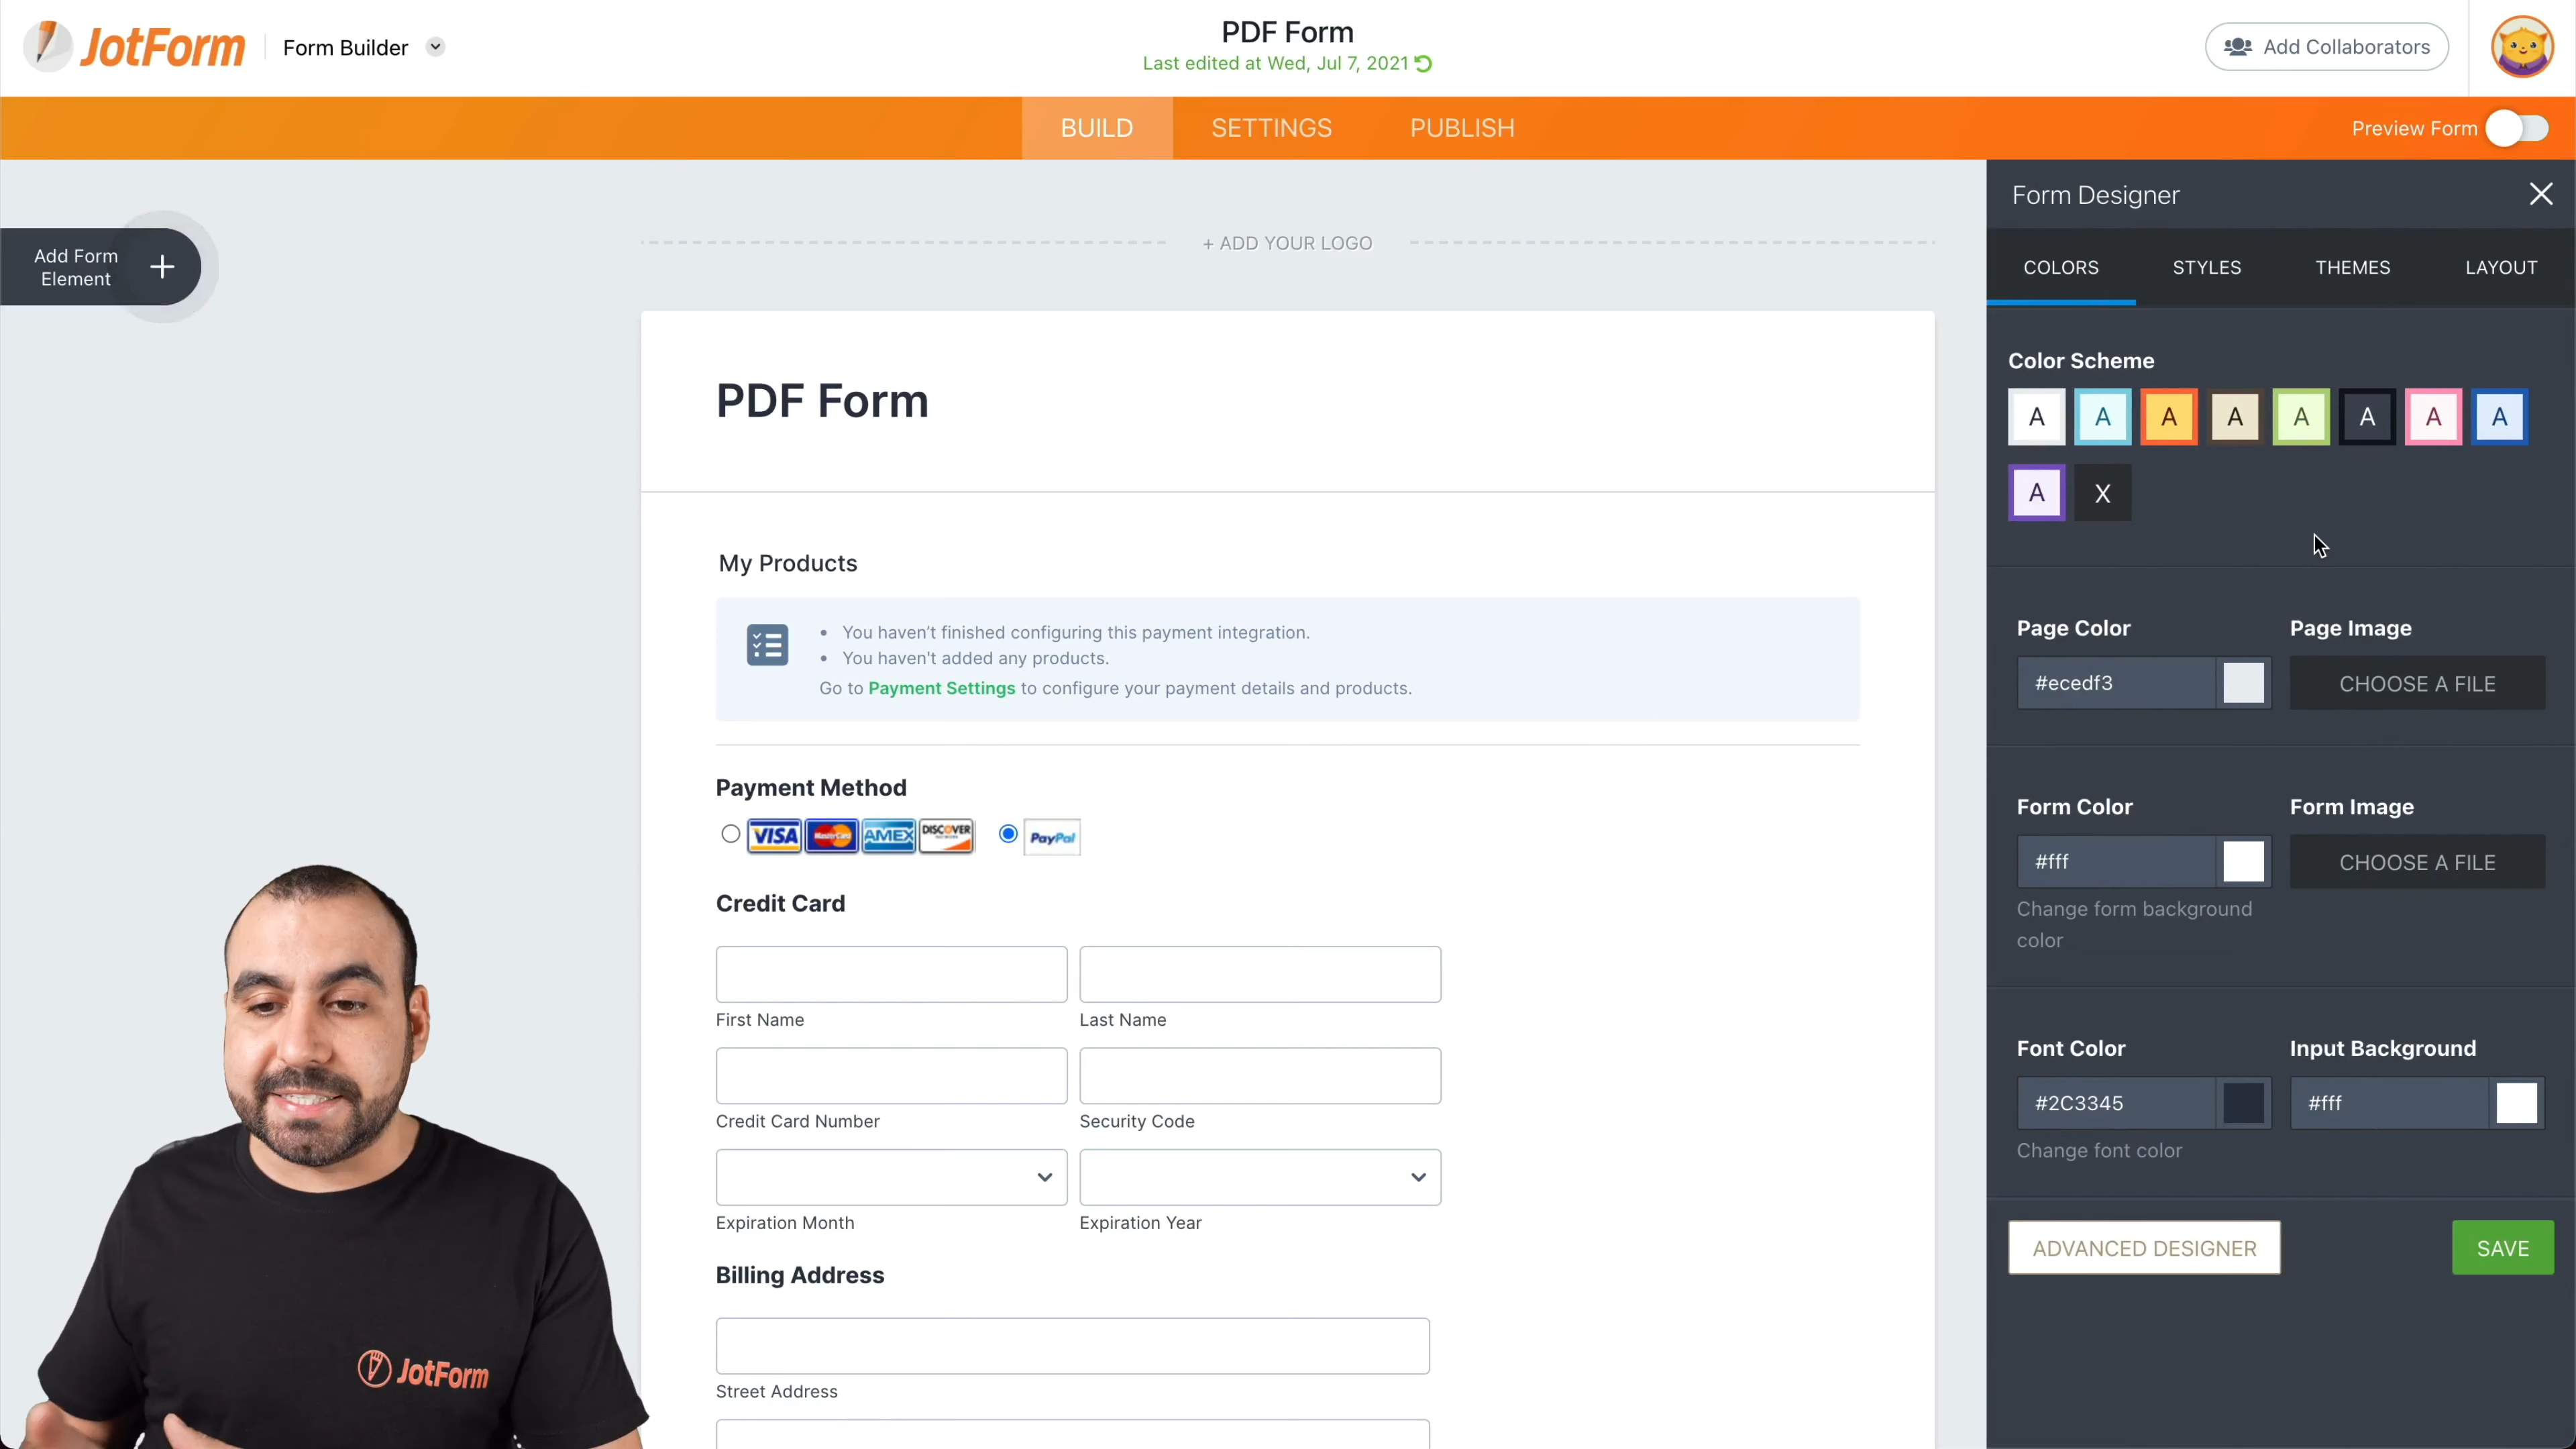 JotForm
Form Builder
PDF Form
Last edited at Wed, Jul 7, 2021
Add Collaborators
BUILD
SETTINGS
PUBLISH
Preview Form
Add Form
Element
+ ADD YOUR LOGO
PDF Form
My Products
• You haven't finished configuring this payment integration.
• You haven't added any products.
Go to Payment Settings to configure your payment details and products.
Payment Method
VISA
MasterCard
AMEX
DISCOVER
PayPal
Credit Card
First Name
Last Name
Credit Card Number
Security Code
Expiration Month
Expiration Year
Billing Address
Street Address
JotForm
Form Designer
COLORS
STYLES
THEMES
LAYOUT
Color Scheme
A A A A A A A A
A X
Page Color
Page Image
#ecedf3
CHOOSE A FILE
Form Color
Form Image
#fff
CHOOSE A FILE
Change form background
color
Font Color
Input Background
#2C3345
#fff
Change font color
ADVANCED DESIGNER
SAVE